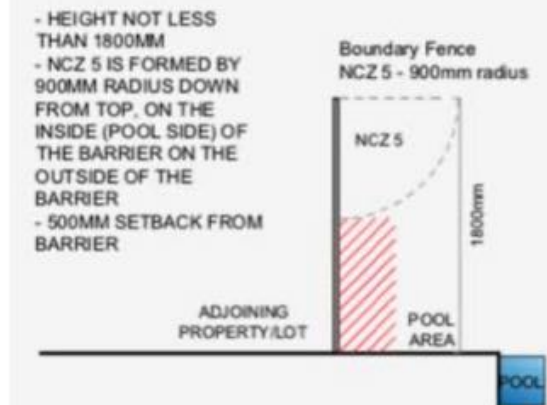 - HEIGHT NOT LESS
THAN 1800MM
- NCZ 5 IS FORMED BY
900MM RADIUS DOWN
FROM TOP, ON THE
INSIDE (POOL SIDE) OF
THE BARRIER ON THE
OUTSIDE OF THE
BARRIER
- 500MM SETBACK FROM
BARRIER
Boundary Fence
NCZ 5 - 900mm radius
NCZ 5
1800mm
ADJOINING
PROPERTY/LOT
POOL
AREA
POOL